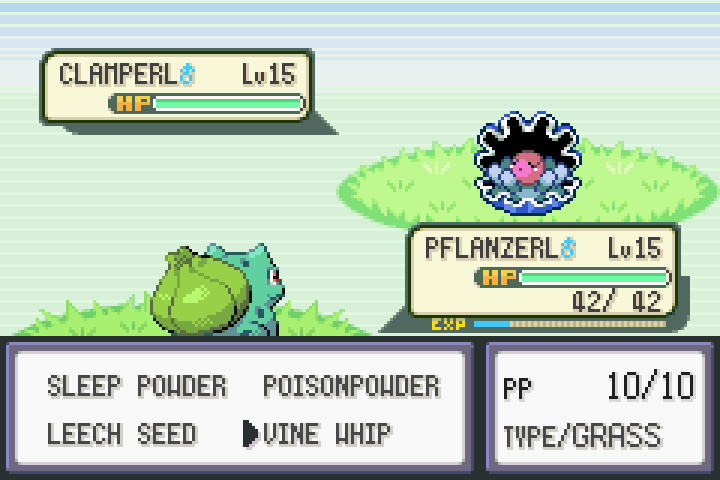 CLAMPERL♂ Lv15
HP
PFLANZERL♂ Lv15
HP
42/ 42
EXP
SLEEP POWDER POISONPOWDER
LEECH SEED ▶VINE WHIP
PP 10/10
TYPE/GRASS